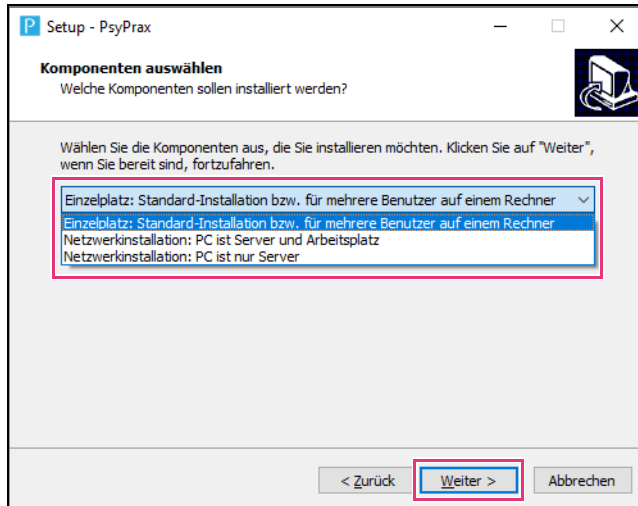 P Setup - PsyPrax
Komponenten auswählen
Welche Komponenten sollen installiert werden?
Wählen Sie die Komponenten aus, die Sie installieren möchten. Klicken Sie auf "Weiter",
wenn Sie bereit sind, fortzufahren.
Einzelplatz: Standard-Installation bzw. für mehrere Benutzer auf einem Rechner
Einzelplatz: Standard-Installation bzw. für mehrere Benutzer auf einem Rechner
Netzwerkinstallation: PC ist Server und Arbeitsplatz
Netzwerkinstallation: PC ist nur Server
< Zurück Weiter > Abbrechen